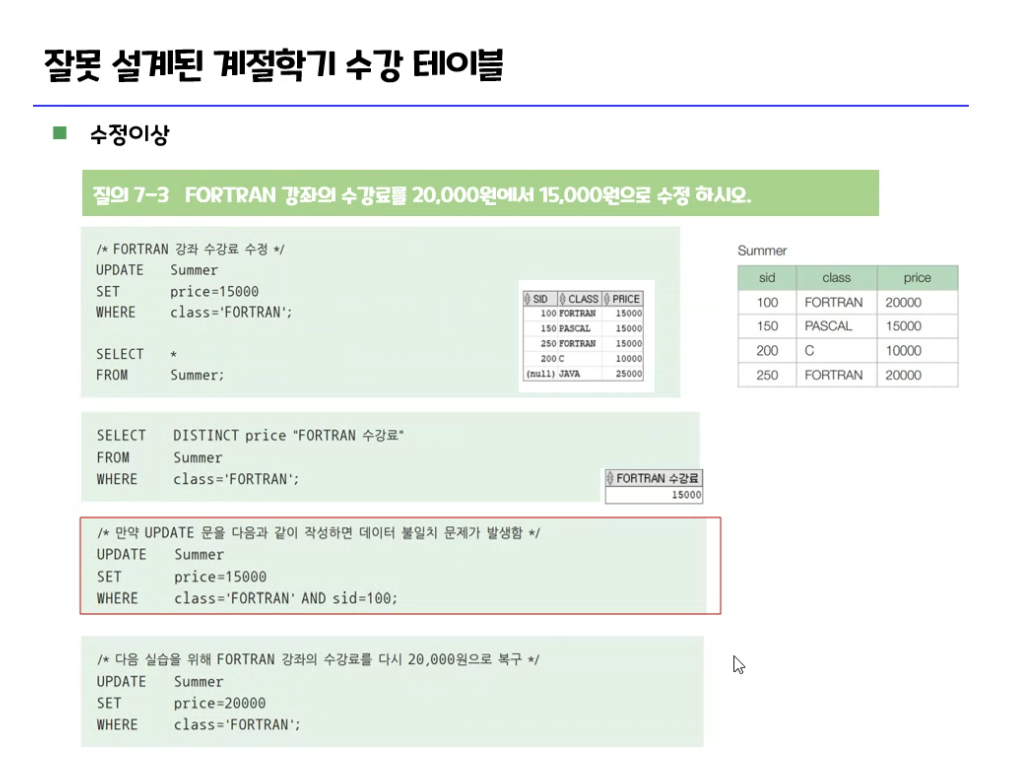 잘못 설계된 계절학기 수강 테이블
수정이상
질의 7-3 FORTRAN 강좌의 수강료를 20,000원에서 15,000원으로 수정 하시오.
/* FORTRAN 강좌 수강료 수정 */
UPDATE Summer
SET price=15000
WHERE class='FORTRAN';
SELECT *
FROM Summer;
SID CLASS PRICE
100 FORTRAN 15000
150 PASCAL 15000
250 FORTRAN 15000
200 C 10000
(null) JAVA 25000
Summer
sid class price
100 FORTRAN 20000
150 PASCAL 15000
200 C 10000
250 FORTRAN 20000
SELECT DISTINCT price "FORTRAN 수강료"
FROM Summer
WHERE class='FORTRAN';
FORTRAN 수강료
15000
/* 만약 UPDATE 문을 다음과 같이 작성하면 데이터 불일치 문제가 발생함 */
UPDATE Summer
SET price=15000
WHERE class='FORTRAN' AND sid=100;
/* 다음 실습을 위해 FORTRAN 강좌의 수강료를 다시 20,000원으로 복구 */
UPDATE Summer
SET price=20000
WHERE class='FORTRAN';